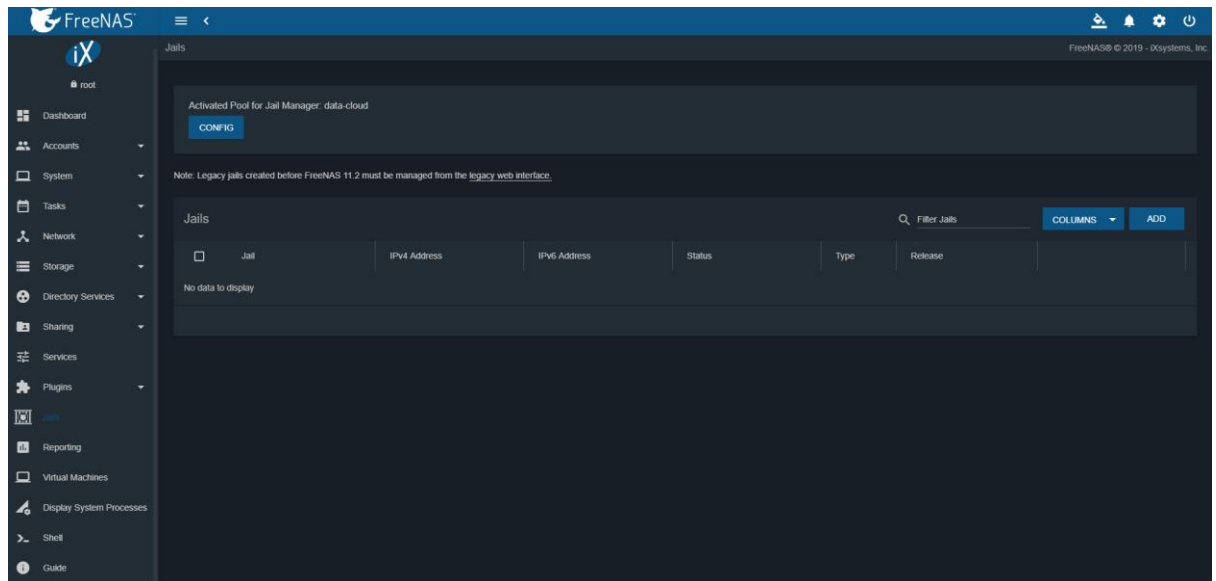 FreeNAS®
iX
Jails
FreeNAS® © 2019 - iXsystems, Inc.
root
Dashboard
Accounts
System
Tasks
Network
Storage
Directory Services
Sharing
Services
Plugins
Jails
Reporting
Virtual Machines
Display System Processes
Shell
Guide
Activated Pool for Jail Manager: data-cloud
CONFIG
Note: Legacy jails created before FreeNAS 11.2 must be managed from the legacy web interface.
Jails
Filter Jails
COLUMNS
ADD
Jail IPv4 Address IPv6 Address Status Type Release
No data to display